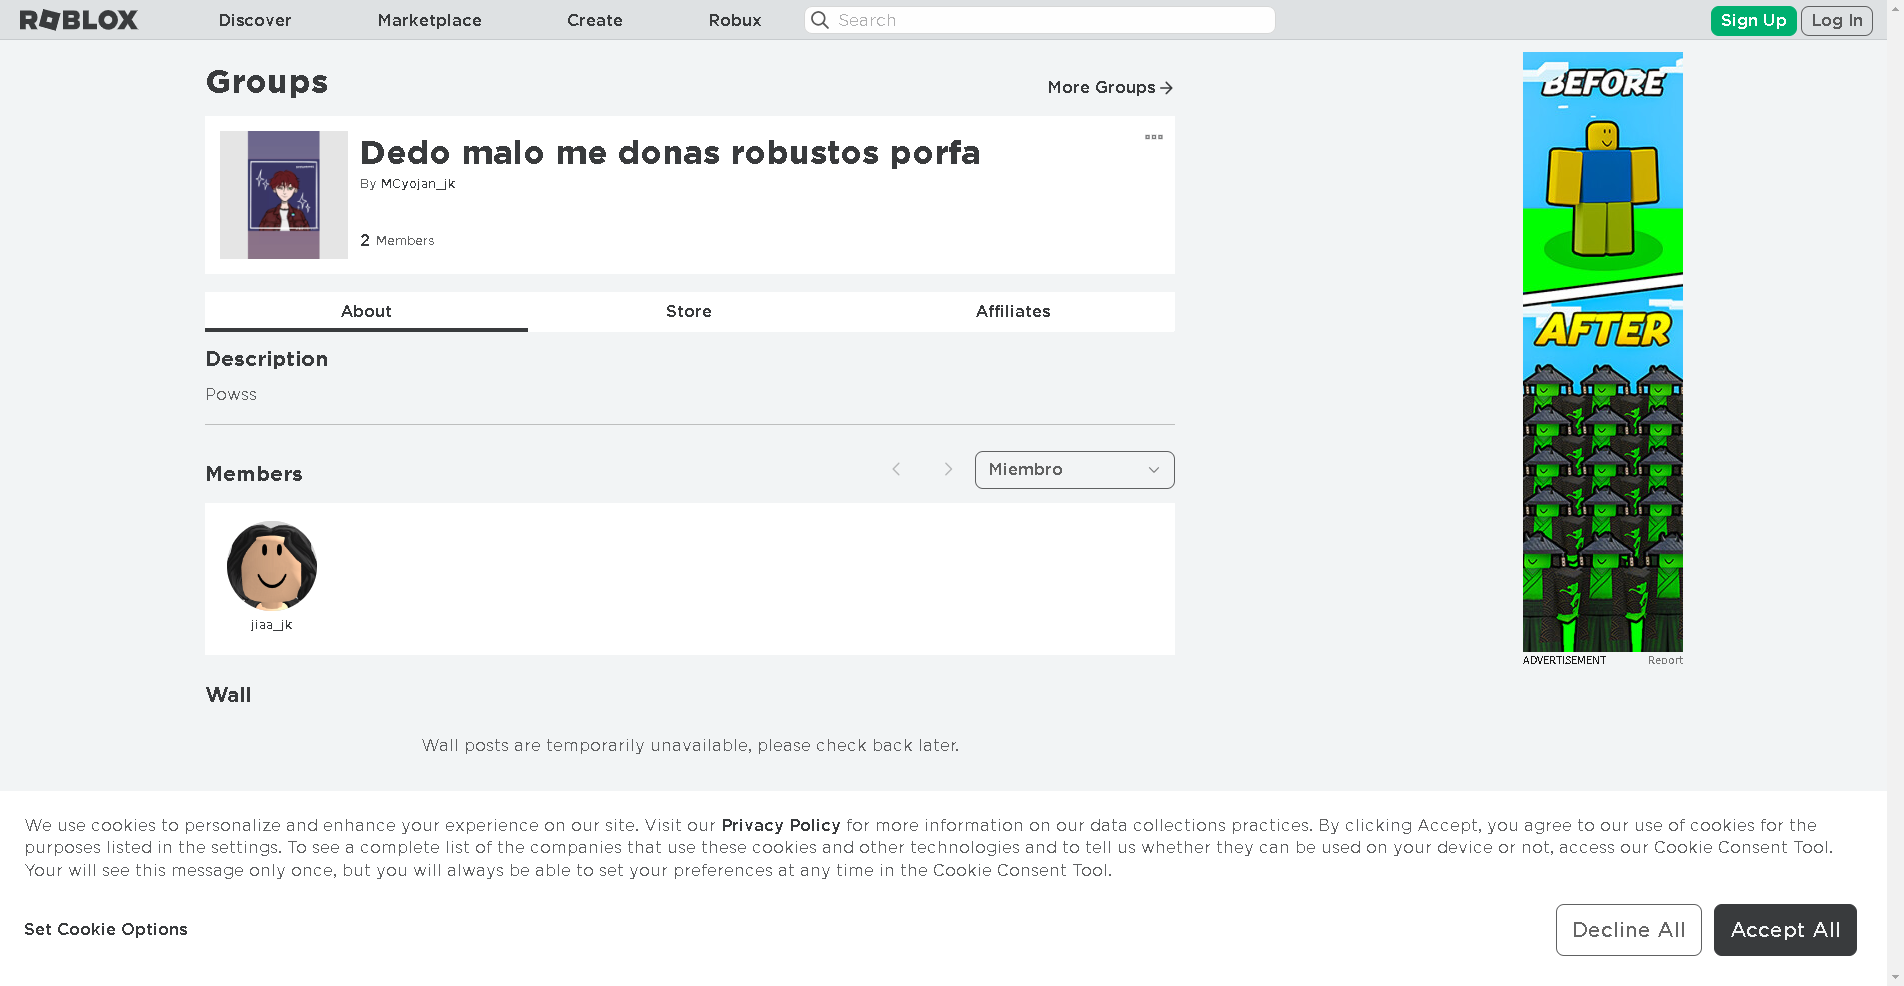 ROBLOX Discover Marketplace Create Robux Search Sign Up Log In
Groups
More Groups
Dedo malo me donas robustos porfa
By MCyojan_jk
2 Members
About Store Affiliates
Description
Powss
Members
Miembro
jiaa_jk
Wall
Wall posts are temporarily unavailable, please check back later.
BEFORE
AFTER
ADVERTISEMENT Report
We use cookies to personalize and enhance your experience on our site. Visit our Privacy Policy for more information on our data collections practices. By clicking Accept, you agree to our use of cookies for the
purposes listed in the settings. To see a complete list of the companies that use these cookies and other technologies and to tell us whether they can be used on your device or not, access our Cookie Consent Tool.
Your will see this message only once, but you will always be able to set your preferences at any time in the Cookie Consent Tool.
Set Cookie Options
Decline All
Accept All